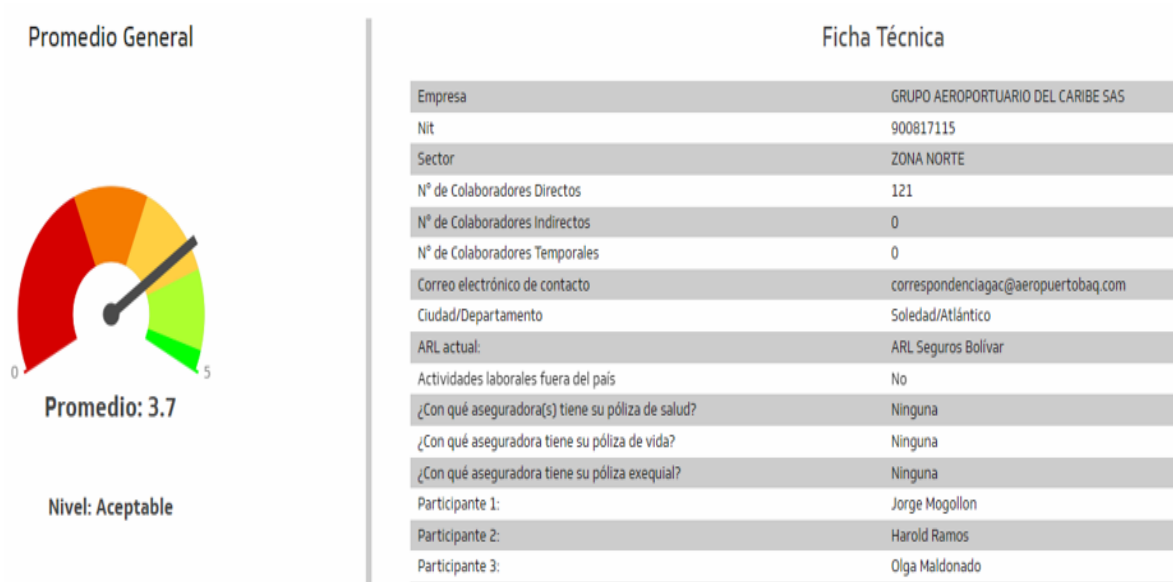 Promedio General
0
5
Promedio: 3.7
Nivel: Aceptable
Ficha Técnica
Empresa GRUPO AEROPORTUARIO DEL CARIBE SAS
Nit 900817115
Sector ZONA NORTE
N° de Colaboradores Directos 121
N° de Colaboradores Indirectos 0
N° de Colaboradores Temporales 0
Correo electrónico de contacto correspondenciagac@aeropuertobaq.com
Ciudad/Departamento Soledad/Atlántico
ARL actual: ARL Seguros Bolívar
Actividades laborales fuera del país No
¿Con qué aseguradora(s) tiene su póliza de salud? Ninguna
¿Con qué aseguradora tiene su póliza de vida? Ninguna
¿Con qué aseguradora tiene su póliza exequial? Ninguna
Participante 1: Jorge Mogollon
Participante 2: Harold Ramos
Participante 3: Olga Maldonado